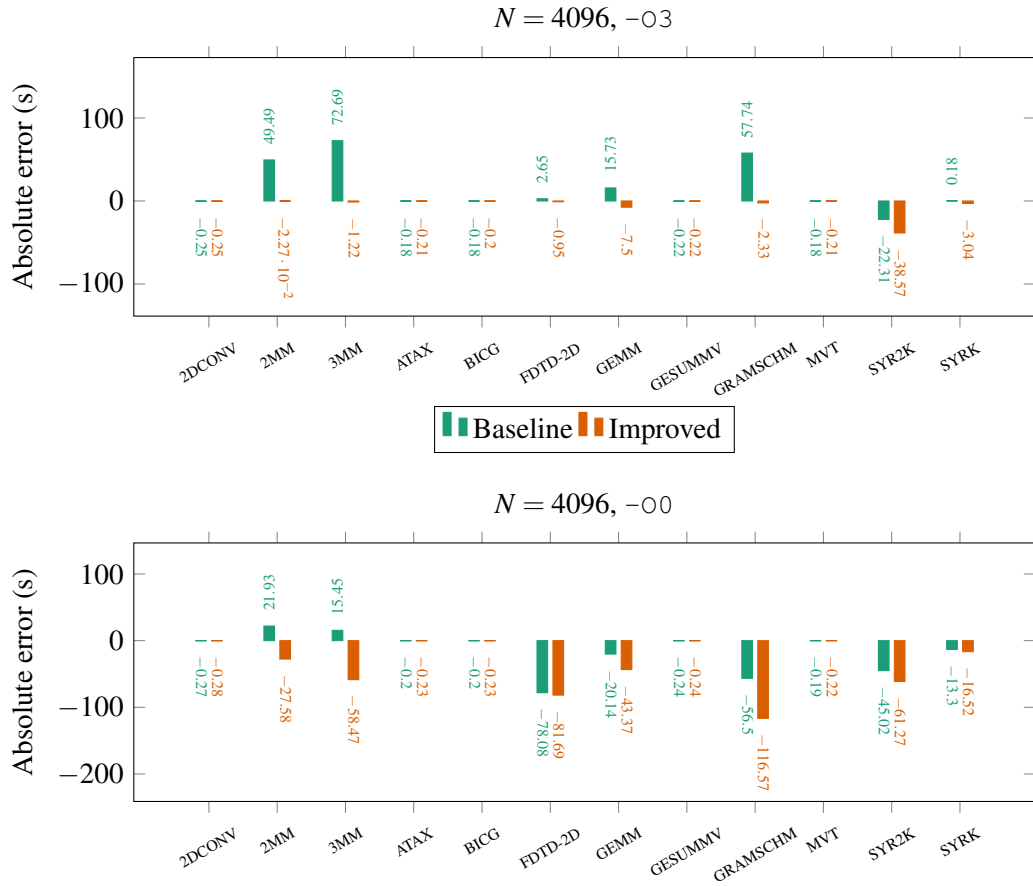 N = 4096, -O3
Absolute error (s)
100
0
−100
−0.25
−0.25
49.49
−2.27 · 10−2
72.69
−1.22
−0.18
−0.21
−0.18
−0.2
2.65
−0.95
15.73
−7.5
−0.22
−0.22
57.74
−2.33
−0.18
−0.21
−22.31
−38.57
0.18
−3.04
2DCONV
2MM
3MM
ATAX
BICG
FDTD-2D
GEMM
GESUMMV
GRAMSCHM
MVT
SYR2K
SYRK
Baseline Improved
N = 4096, -O0
Absolute error (s)
100
0
−100
−200
−0.27
−0.28
21.93
−27.58
15.45
−58.47
−0.2
−0.23
−0.2
−0.23
−78.08
−81.69
−20.14
−43.37
−0.24
−0.24
−56.5
−116.57
−0.19
−0.22
−45.02
−61.27
−13.3
−16.52
2DCONV
2MM
3MM
ATAX
BICG
FDTD-2D
GEMM
GESUMMV
GRAMSCHM
MVT
SYR2K
SYRK